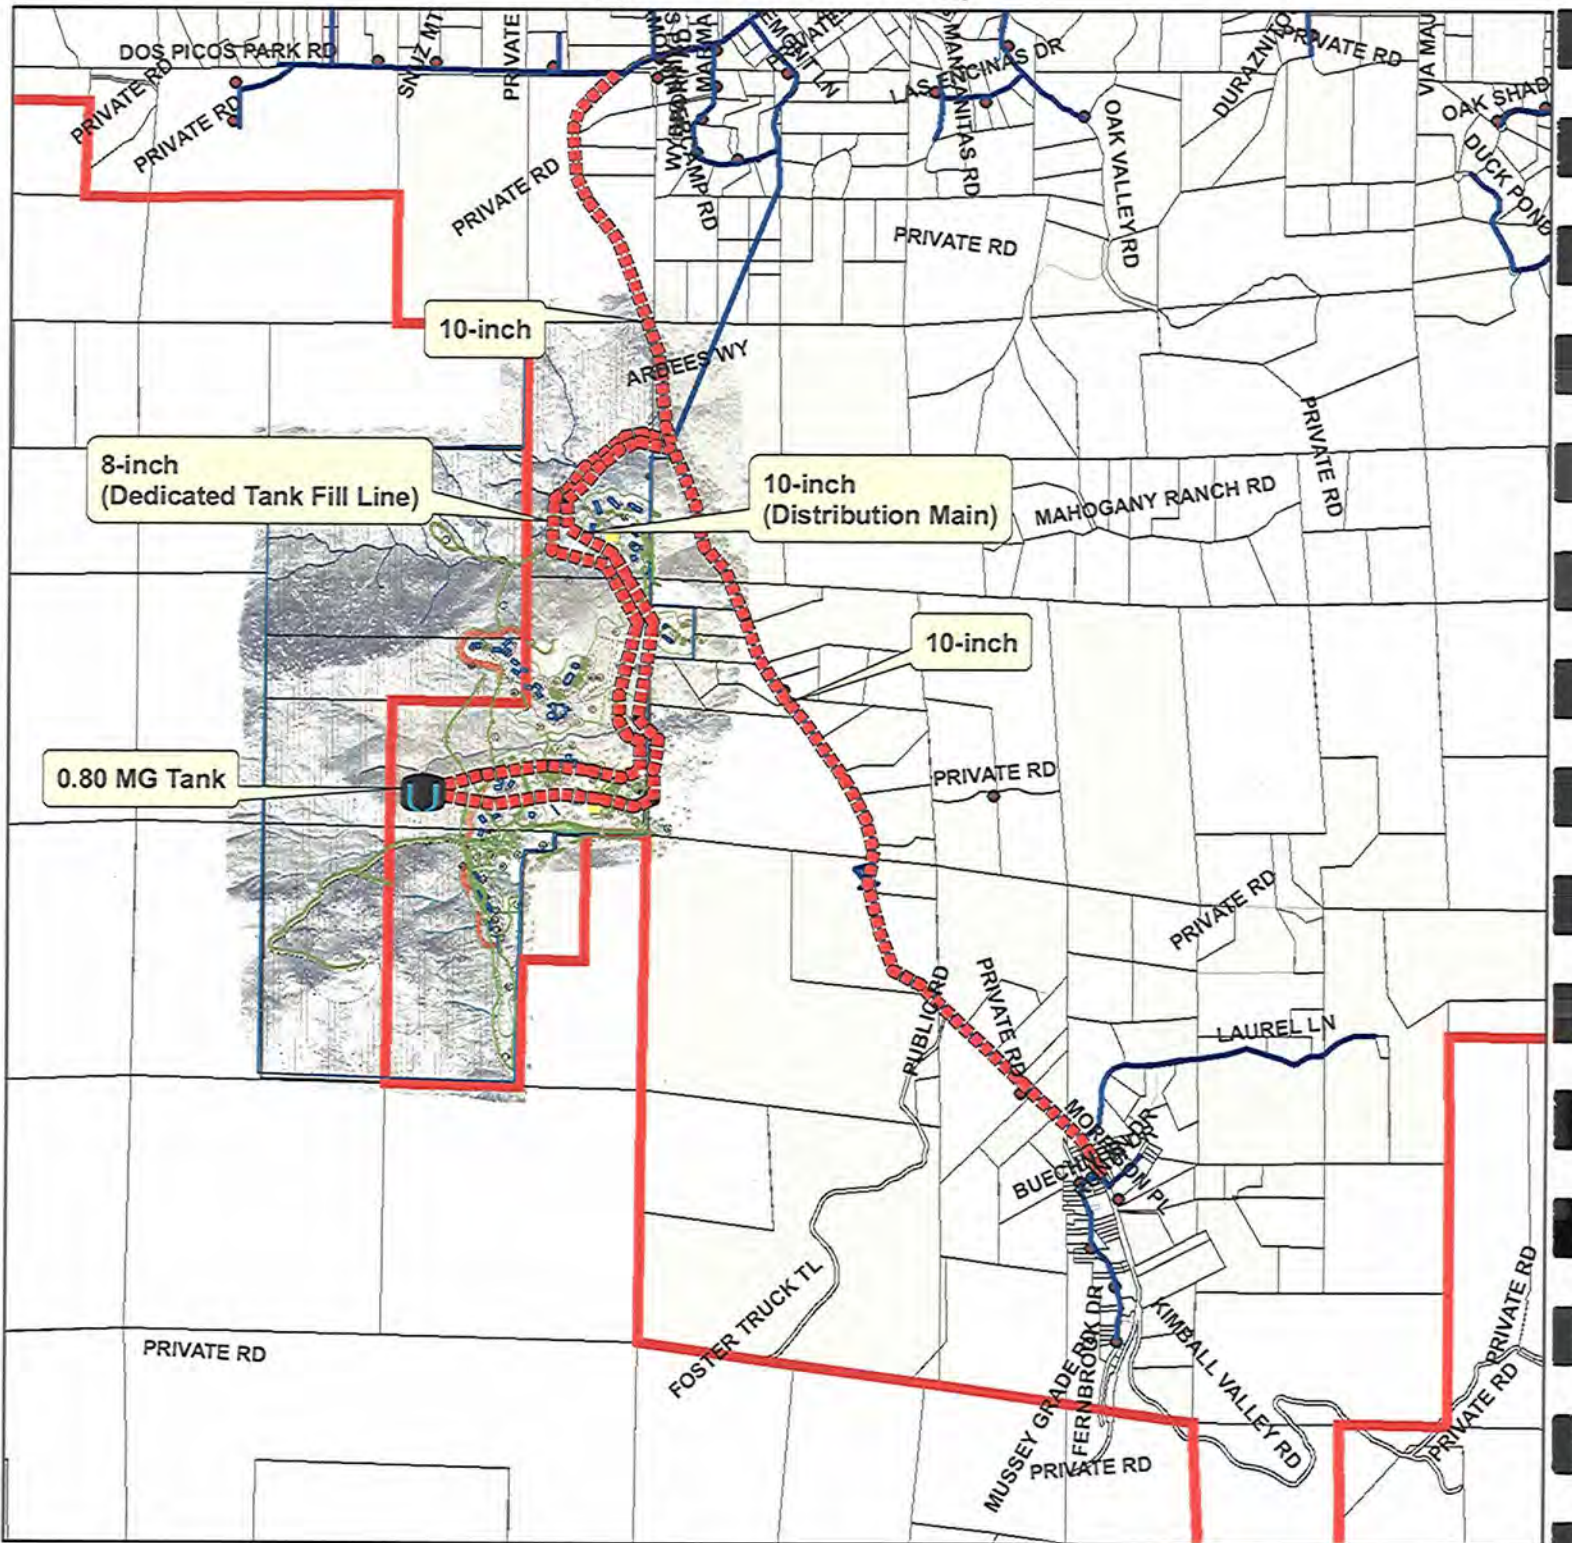 DOS PICOS PARK RD
PRIVATE RD
PRIVATE RD
PRIVATE
LAS ENCINAS DR
MANZANITAS RD
PRIVATE RD
VIA MAU
OAK SHAD
DUCK POND
OAK VALLEY RD
PRIVATE RD
PRIVATE RD
10-inch
ARDEES WY
8-inch
(Dedicated Tank Fill Line)
10-inch
(Distribution Main)
MAHOGANY RANCH RD
PRIVATE RD
10-inch
0.80 MG Tank
PRIVATE RD
PRIVATE RD
PUBLIC RD
PRIVATE RD
LAUREL LN
FOSTER TRUCK TL
PRIVATE RD
MUSSEY GRADE RD
FERNBROOK DR
KIMBALL VALLEY RD
PRIVATE RD
PRIVATE RD
PRIVATE RD